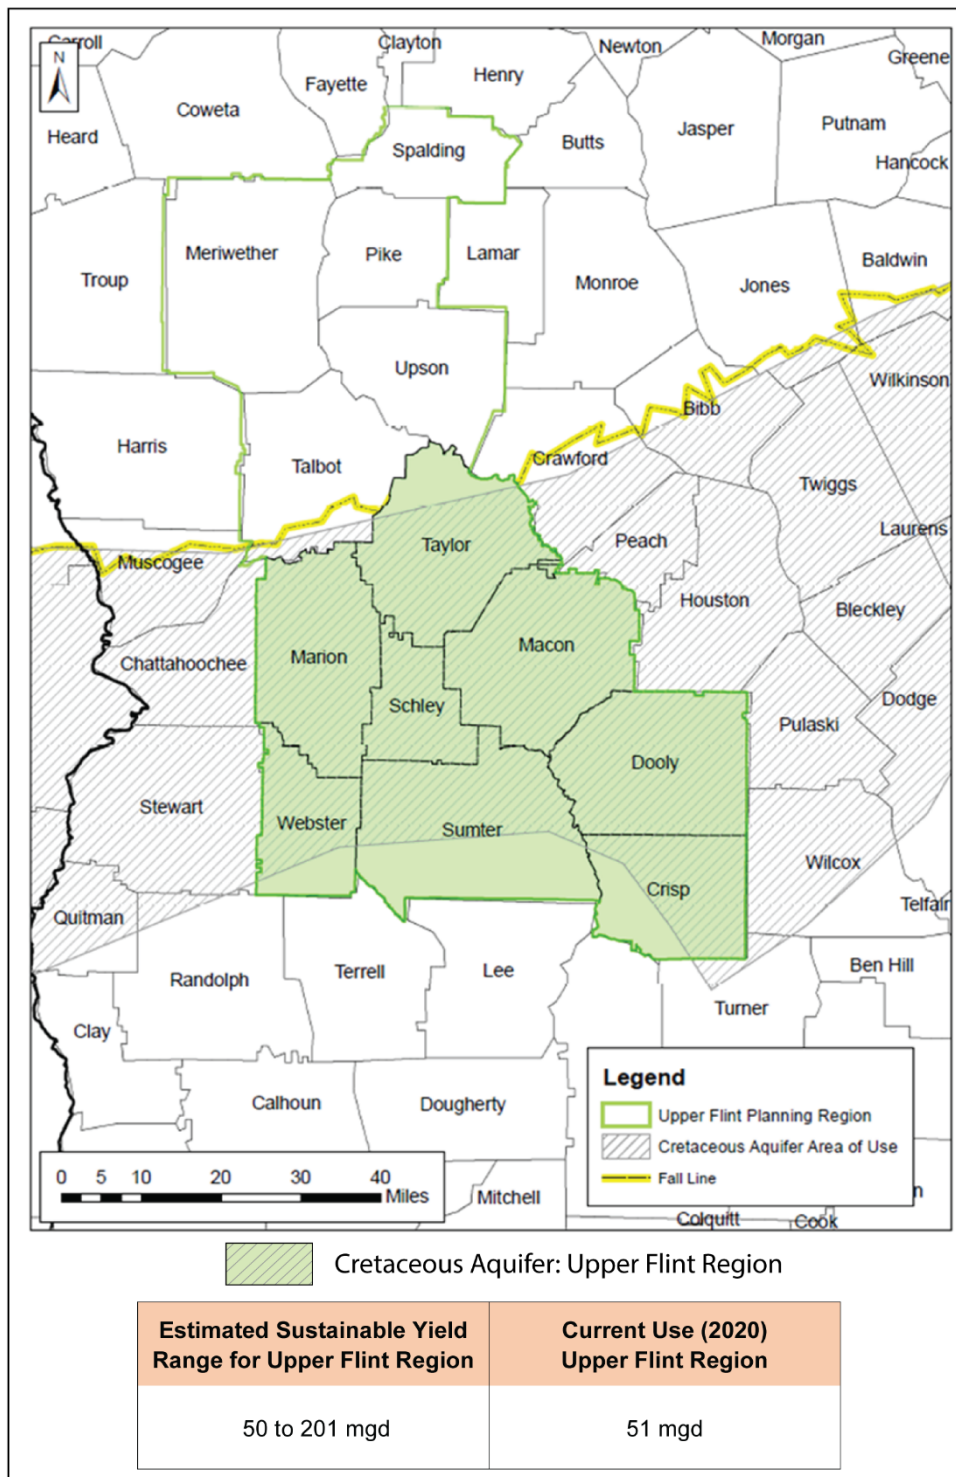 Carroll
Clayton
Newton
Morgan
Greene
N
Henry
Fayette
Coweta
Heard
Spalding
Butts
Jasper
Putnam
Hancock
Meriwether
Pike
Lamar
Troup
Monroe
Jones
Baldwin
Upson
Wilkinson
Bibb
Harris
Talbot
Crawford
Twiggs
Laurens
Taylor
Peach
Muscogee
Houston
Bleckley
Marion
Macon
Chattahoochee
Schley
Dodge
Pulaski
Dooly
Stewart
Webster
Sumter
Wilcox
Crisp
Quitman
Telfair
Randolph
Terrell
Lee
Ben Hill
Turner
Clay
Calhoun
Dougherty
Legend
Upper Flint Planning Region
Cretaceous Aquifer Area of Use
Fall Line
0 5 10 20 30 40
Miles
Mitchell
n
Colquitt
Cook
Cretaceous Aquifer: Upper Flint Region
Estimated Sustainable Yield
Range for Upper Flint Region
Current Use (2020)
Upper Flint Region
50 to 201 mgd
51 mgd